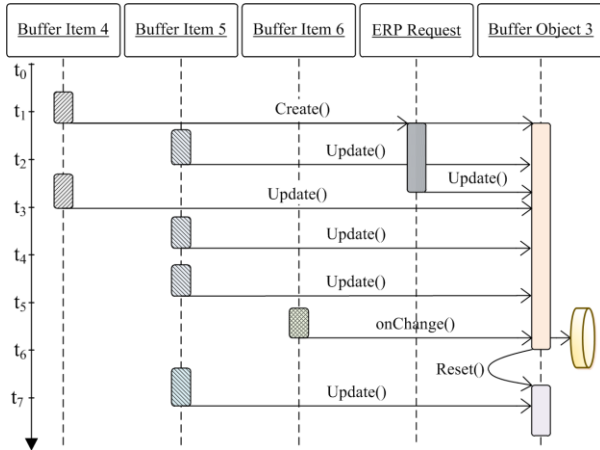 Buffer Item 4
Buffer Item 5
Buffer Item 6
ERP Request
Buffer Object 3
t0
t1
Create()
Update()
t2
Update()
Update()
t3
Update()
t4
Update()
t5
onChange()
t6
Reset()
Update()
t7